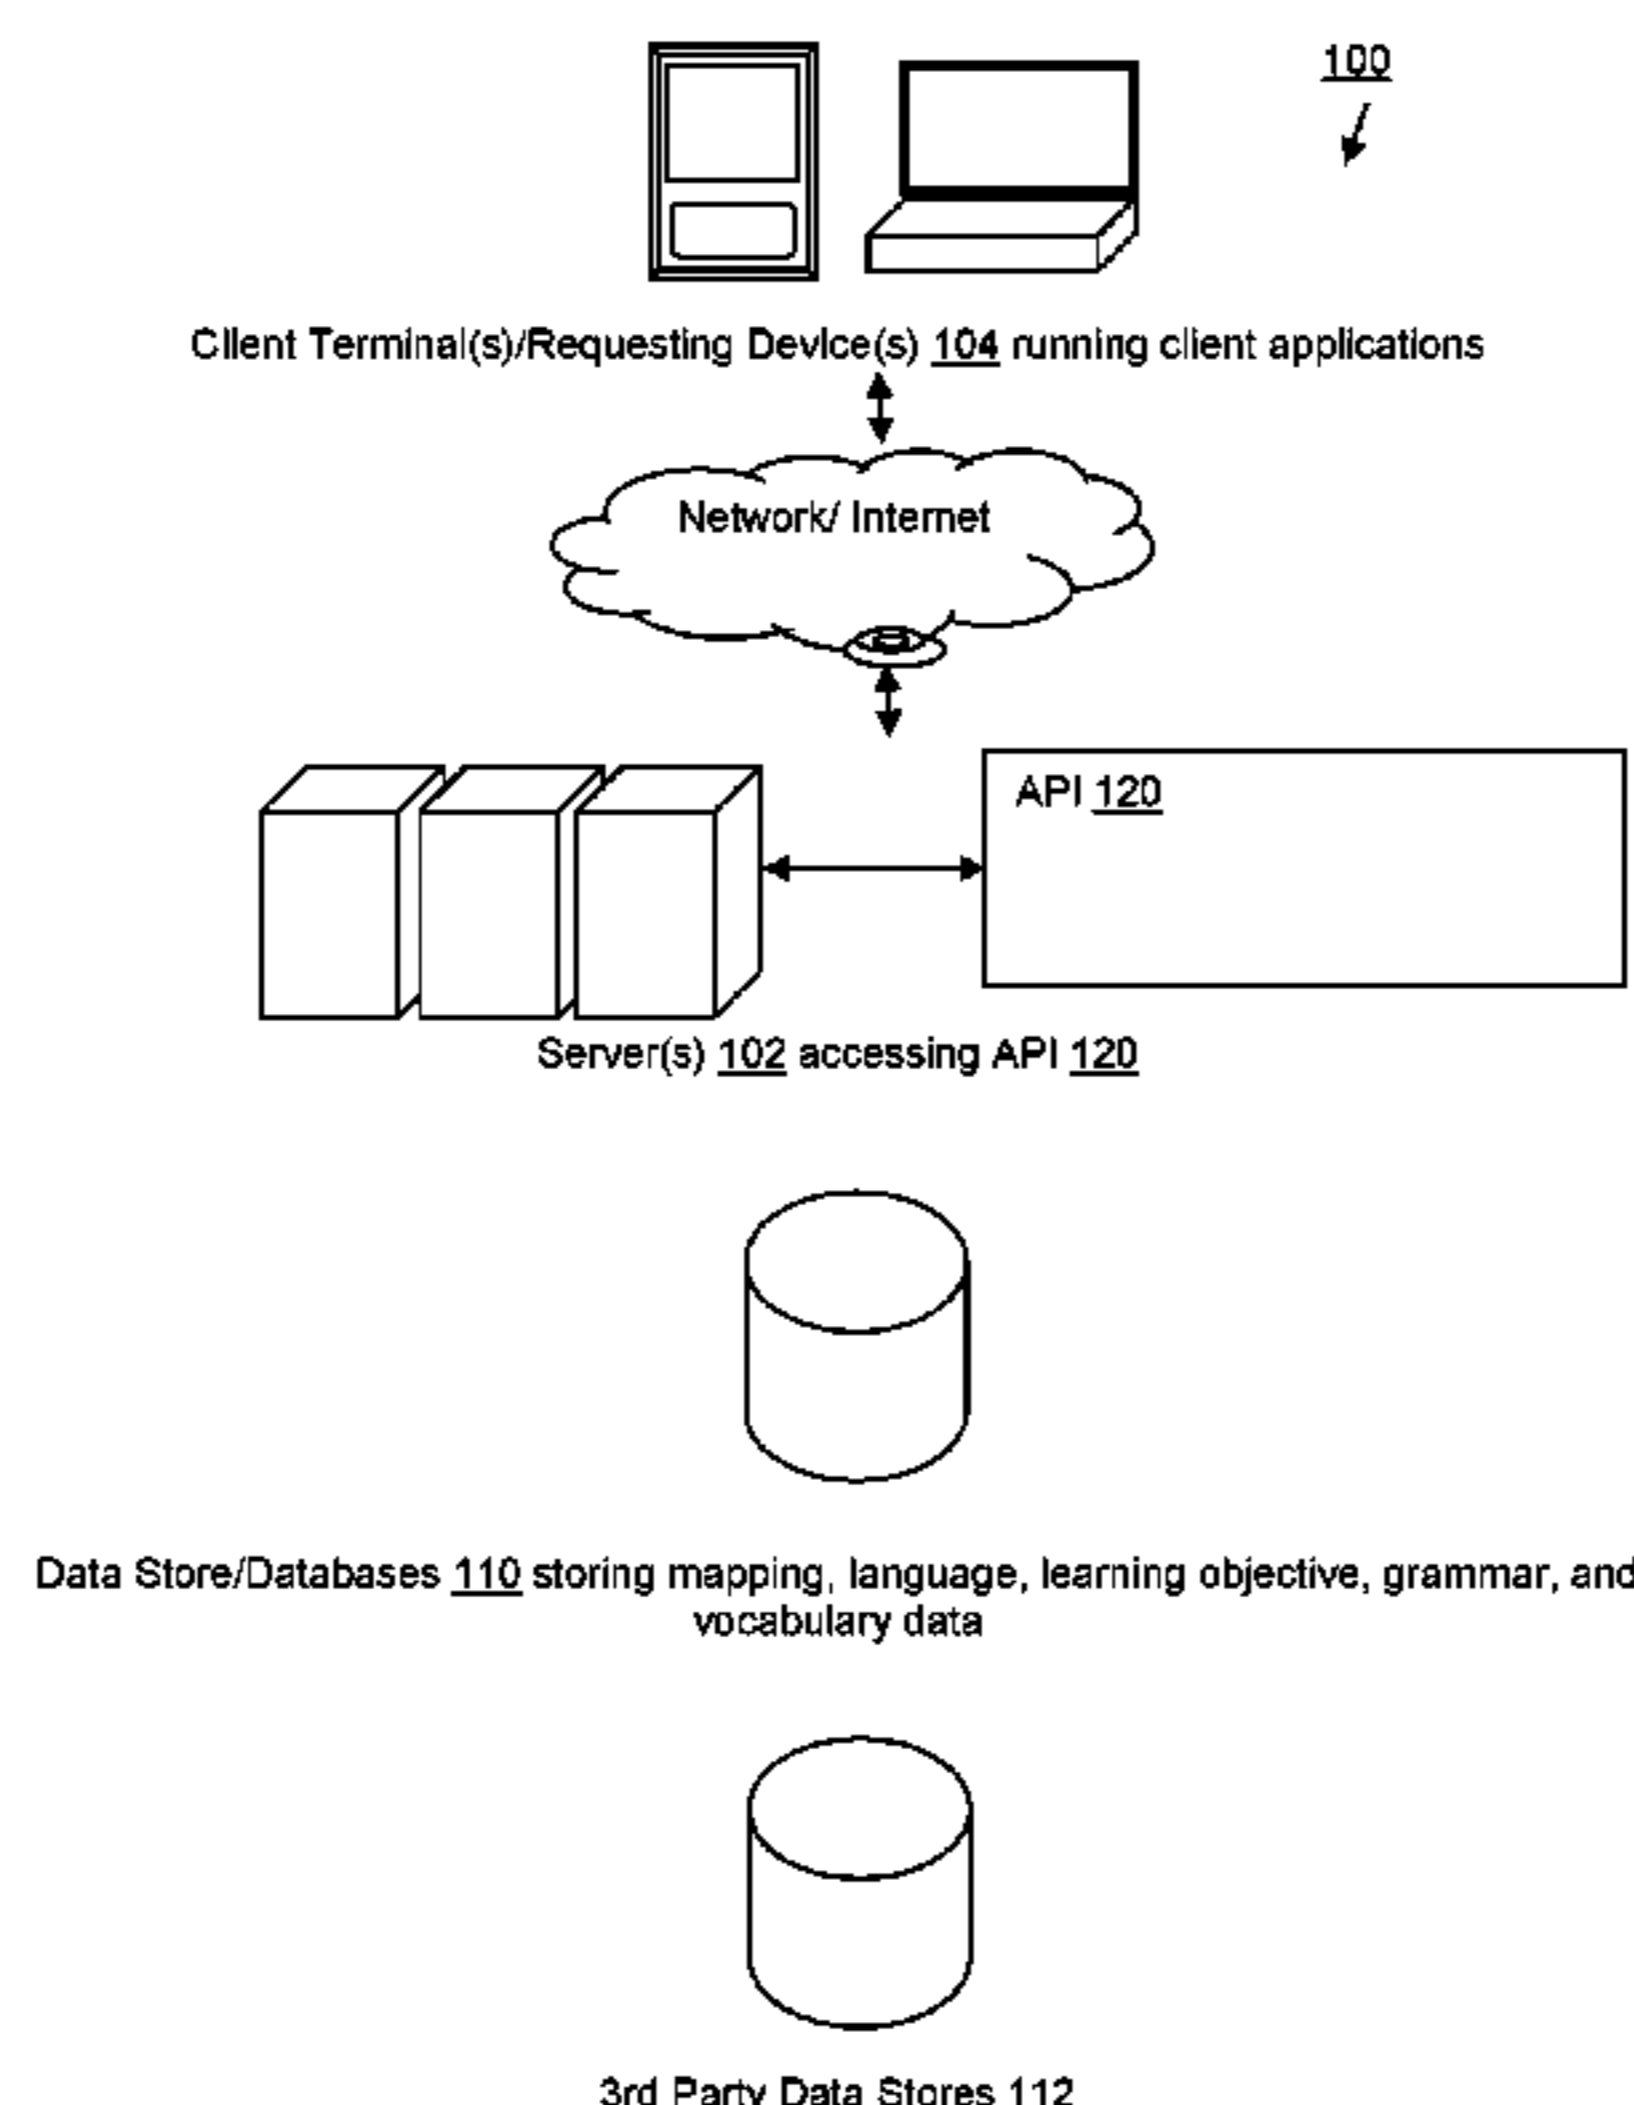 100
Client Terminal(s)/Requesting Device(s) 104 running client applications
Network/ Internet
API 120
Server(s) 102 accessing API 120
Data Store/Databases 110 storing mapping, language, learning objective, grammar, and
vocabulary data
3rd Party Data Stores 112